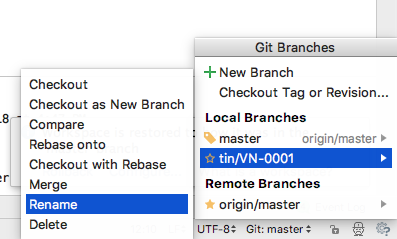 Git Branches
New Branch
Checkout Tag or Revision...
Local Branches
master origin/master
tin/VN-0001
Remote Branches
origin/master
Checkout
Checkout as New Branch
Compare
Rebase onto
Checkout with Rebase
Merge
Rename
Delete
UTF-8 Git: master